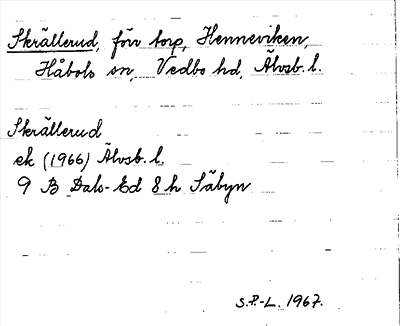 Skrällerud, förr torp, Henneviken,
Håbols sn, Vedbo hd, Älvsb. l.
Skrällerud
ek (1966) Älvsb. l.
9 B Dals-Ed 8 h Säbyn
S.P.-L. 1967.